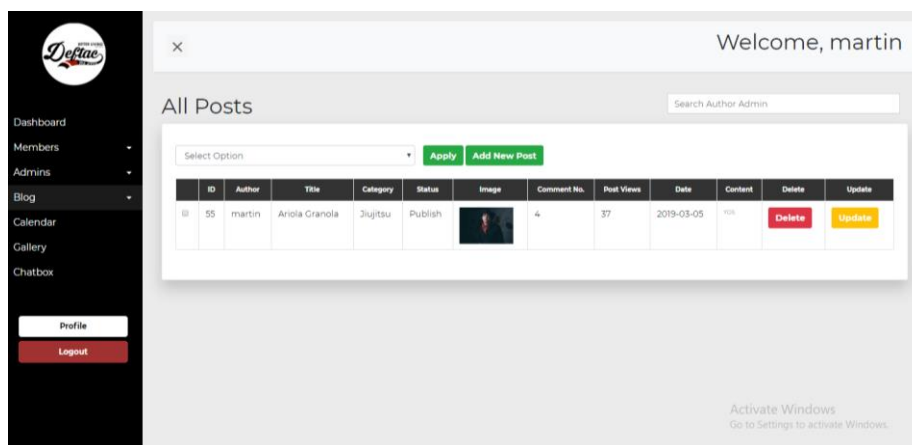 Deftac
Welcome, martin
Dashboard
Members
Admins
Blog
Calendar
Gallery
Chatbox
Profile
Logout
All Posts
Search Author Admin
Select Option
Apply
Add New Post
ID Author Title Category Status Image Comment No. Post Views Date Content Delete Update
55 martin Ariola Granola Jiujitsu Publish 4 37 2019-03-05 Delete Update
Activate Windows
Go to Settings to activate Windows.